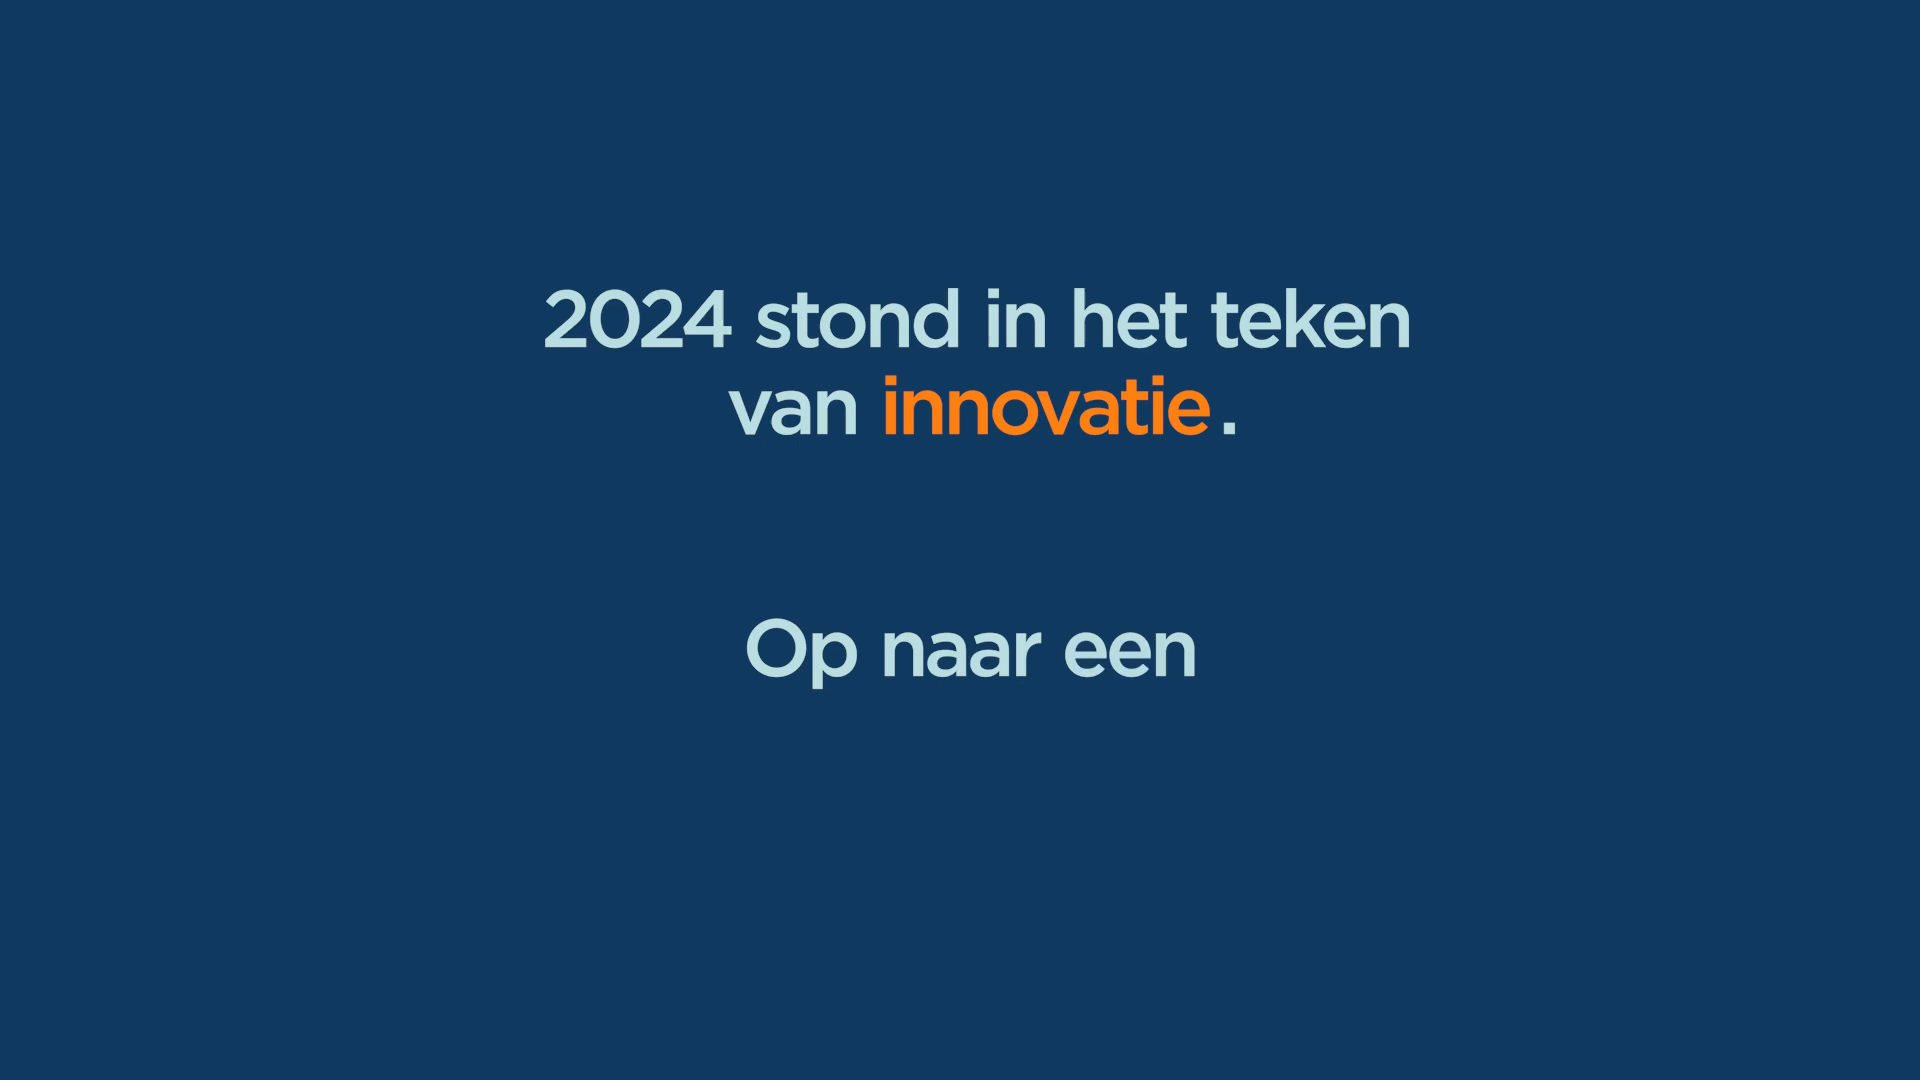 2024 stond in het teken
van innovatie.
Op naar een